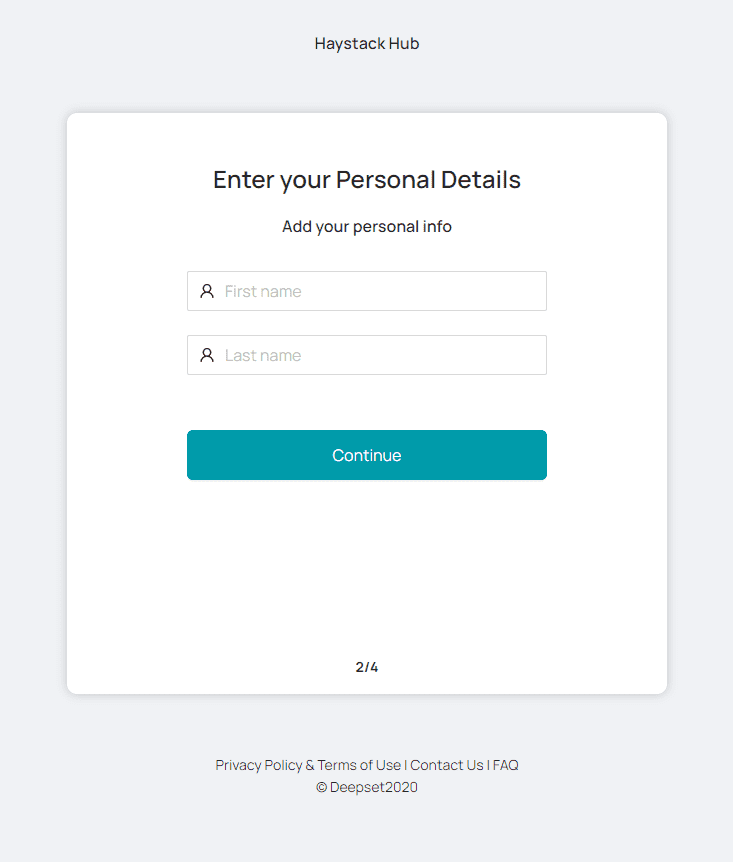 Haystack Hub
Enter your Personal Details
Add your personal info
First name
Last name
Continue
2/4
Privacy Policy & Terms of Use | Contact Us | FAQ
© Deepset2020